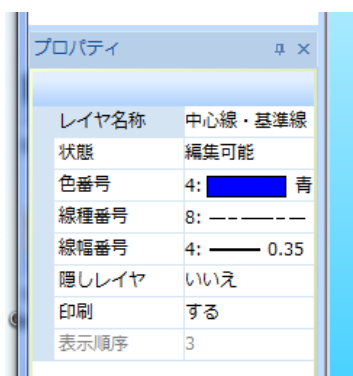 プロパティ
レイヤ名称 中心線・基準線
状態 編集可能
色番号 4: 青
線種番号 8:
線幅番号 4: 0.35
隠しレイヤ いいえ
印刷 する
表示順序 3